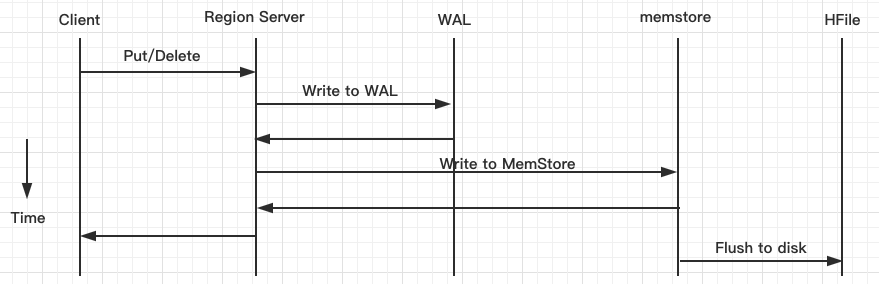 Client
Region Server
WAL
memstore
HFile
Put/Delete
Write to WAL
Write to MemStore
Time
Flush to disk